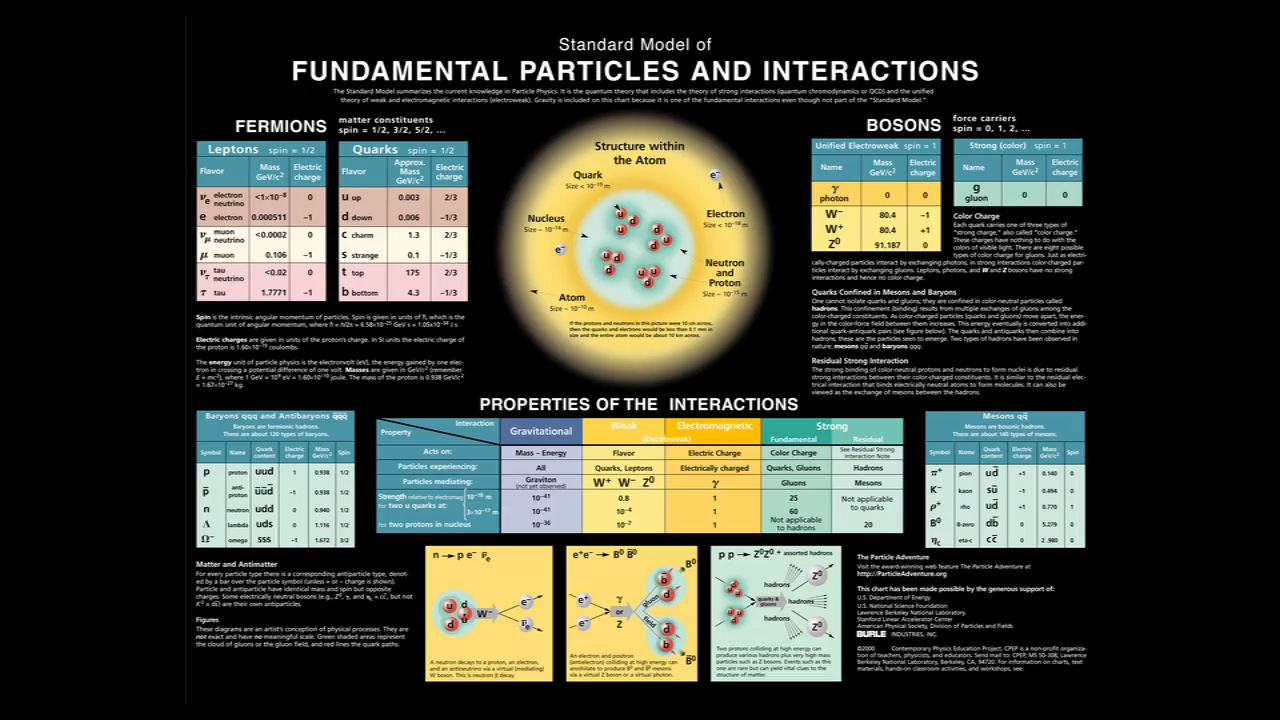 Standard Model of
FUNDAMENTAL PARTICLES AND INTERACTIONS
The Standard Model summarizes the current knowledge in Particle Physics. It is the quantum theory that includes the theory of strong interactions (quantum chromodynamics or QCD) and the unified
theory of weak and electromagnetic interactions (electroweak). Gravity is included on this chart because it is one of the fundamental interactions even though not part of the "Standard Model."
FERMIONS
matter constituents
spin = 1/2, 3/2, 5/2, ...
Leptons spin = 1/2
Flavor Mass GeV/c² Electric charge
νe electron neutrino <1×10⁻⁸ 0
e electron 0.000511 −1
νμ muon neutrino <0.0002 0
μ muon 0.106 −1
ντ tau neutrino <0.02 0
τ tau 1.7771 −1
Quarks spin = 1/2
Flavor Approx. Mass GeV/c² Electric charge
u up 0.003 2/3
d down 0.006 −1/3
c charm 1.3 2/3
s strange 0.1 −1/3
t top 175 2/3
b bottom 4.3 −1/3
Spin is the intrinsic angular momentum of particles. Spin is given in units of ħ, which is the
quantum unit of angular momentum, where ħ = h/2π = 6.58×10⁻²⁵ GeV s = 1.05×10⁻³⁴ J s.
Electric charges are given in units of the proton's charge. In SI units the electric charge of
the proton is 1.60×10⁻¹⁹ coulombs.
The energy unit of particle physics is the electronvolt (eV), the energy gained by one elec-
tron in crossing a potential difference of one volt. Masses are given in GeV/c² (remember
E = mc²), where 1 GeV = 10⁹ eV = 1.60×10⁻¹⁰ joule. The mass of the proton is 0.938 GeV/c²
= 1.67×10⁻²⁷ kg.
Structure within
the Atom
Quark
Size < 10⁻¹⁹ m
e⁻
Nucleus
Size ~ 10⁻¹⁴ m
Electron
Size < 10⁻¹⁸ m
e⁻
Neutron
and
Proton
Size ~ 10⁻¹⁵ m
Atom
Size ~ 10⁻¹⁰ m
u d u
d u d
u d u
u u d
If the protons and neutrons in this picture were 10 cm across,
then the quarks and electrons would be less than 0.1 mm in
size and the entire atom would be about 10 km across.
BOSONS
force carriers
spin = 0, 1, 2, ...
Unified Electroweak spin = 1
Name Mass GeV/c² Electric charge
γ photon 0 0
W⁻ 80.4 −1
W⁺ 80.4 +1
Z⁰ 91.187 0
Strong (color) spin = 1
Name Mass GeV/c² Electric charge
g gluon 0 0
Color Charge
Each quark carries one of three types of
"strong charge," also called "color charge."
These charges have nothing to do with the
colors of visible light. There are eight possible
types of color charge for gluons. Just as electri-
cally-charged particles interact by exchanging photons, in strong interactions color-charged par-
ticles interact by exchanging gluons. Leptons, photons, and W and Z bosons have no strong
interactions and hence no color charge.
Quarks Confined in Mesons and Baryons
One cannot isolate quarks and gluons; they are confined in color-neutral particles called
hadrons. This confinement (binding) results from multiple exchanges of gluons among the
color-charged constituents. As color-charged particles (quarks and gluons) move apart, the ener-
gy in the color-force field between them increases. This energy eventually is converted into addi-
tional quark-antiquark pairs (see figure below). The quarks and antiquarks then combine into
hadrons; these are the particles seen to emerge. Two types of hadrons have been observed in
nature: mesons qq̄ and baryons qqq.
Residual Strong Interaction
The strong binding of color-neutral protons and neutrons to form nuclei is due to residual
strong interactions between their color-charged constituents. It is similar to the residual elec-
trical interaction that binds electrically neutral atoms to form molecules. It can also be
viewed as the exchange of mesons between the hadrons.
PROPERTIES OF THE INTERACTIONS
Baryons qqq and Antibaryons q̄q̄q̄
Baryons are fermionic hadrons.
There are about 120 types of baryons.
Symbol Name Quark content Electric charge Mass GeV/c² Spin
p proton uud 1 0.938 1/2
p̄ anti-proton ūūd̄ −1 0.938 1/2
n neutron udd 0 0.940 1/2
Λ lambda uds 0 1.116 1/2
Ω⁻ omega sss −1 1.672 3/2
Interaction
Property
Gravitational Weak Electromagnetic Strong
(Electroweak) Fundamental Residual
Acts on: Mass – Energy Flavor Electric Charge Color Charge See Residual Strong Interaction Note
Particles experiencing: All Quarks, Leptons Electrically charged Quarks, Gluons Hadrons
Particles mediating: Graviton (not yet observed) W⁺ W⁻ Z⁰ γ Gluons Mesons
Strength relative to electromag 10⁻¹⁸ m 10⁻⁴¹ 0.8 1 25 Not applicable to quarks
for two u quarks at: 3×10⁻¹⁷ m 10⁻⁴¹ 10⁻⁴ 1 60
for two protons in nucleus 10⁻³⁶ 10⁻⁷ 1 Not applicable to hadrons 20
Mesons qq̄
Mesons are bosonic hadrons.
There are about 140 types of mesons.
Symbol Name Quark content Electric charge Mass GeV/c² Spin
π⁺ pion ud̄ +1 0.140 0
K⁻ kaon sū −1 0.494 0
ρ⁺ rho ud̄ +1 0.770 1
B⁰ B-zero db̄ 0 5.279 0
ηc eta-c cc̄ 0 2.980 0
Matter and Antimatter
For every particle type there is a corresponding antiparticle type, denot-
ed by a bar over the particle symbol (unless + or − charge is shown).
Particle and antiparticle have identical mass and spin but opposite
charges. Some electrically neutral bosons (e.g., Z⁰, γ, and ηc = cc̄, but not
K⁰ = ds̄) are their own antiparticles.
Figures
These diagrams are an artist's conception of physical processes. They are
not exact and have no meaningful scale. Green shaded areas represent
the cloud of gluons or the gluon field, and red lines the quark paths.
n → p e⁻ ν̄e
u d d u W⁻ e⁻ ν̄e
A neutron decays to a proton, an electron,
and an antineutrino via a virtual (mediating)
W boson. This is neutron β decay.
e⁺e⁻ → B⁰ B̄⁰
e⁺ e⁻ γ or Z gluon field b d d b B⁰ B̄⁰
An electron and positron
(antielectron) colliding at high energy can
annihilate to produce B⁰ and B̄⁰ mesons
via a virtual Z boson or a virtual photon.
p p → Z⁰Z⁰ + assorted hadrons
hadrons
quarks & gluons
hadrons
hadrons
Z⁰
Z⁰
Two protons colliding at high energy can
produce various hadrons plus very high mass
particles such as Z bosons. Events such as this
one are rare but can yield vital clues to the
structure of matter.
The Particle Adventure
Visit the award-winning web feature The Particle Adventure at
http://ParticleAdventure.org
This chart has been made possible by the generous support of:
U.S. Department of Energy
U.S. National Science Foundation
Lawrence Berkeley National Laboratory
Stanford Linear Accelerator Center
American Physical Society, Division of Particles and Fields
BURLE INDUSTRIES, INC.
©2000 Contemporary Physics Education Project. CPEP is a non-profit organiza-
tion of teachers, physicists, and educators. Send mail to: CPEP, MS 50-308, Lawrence
Berkeley National Laboratory, Berkeley, CA, 94720. For information on charts, text
materials, hands-on classroom activities, and workshops, see: